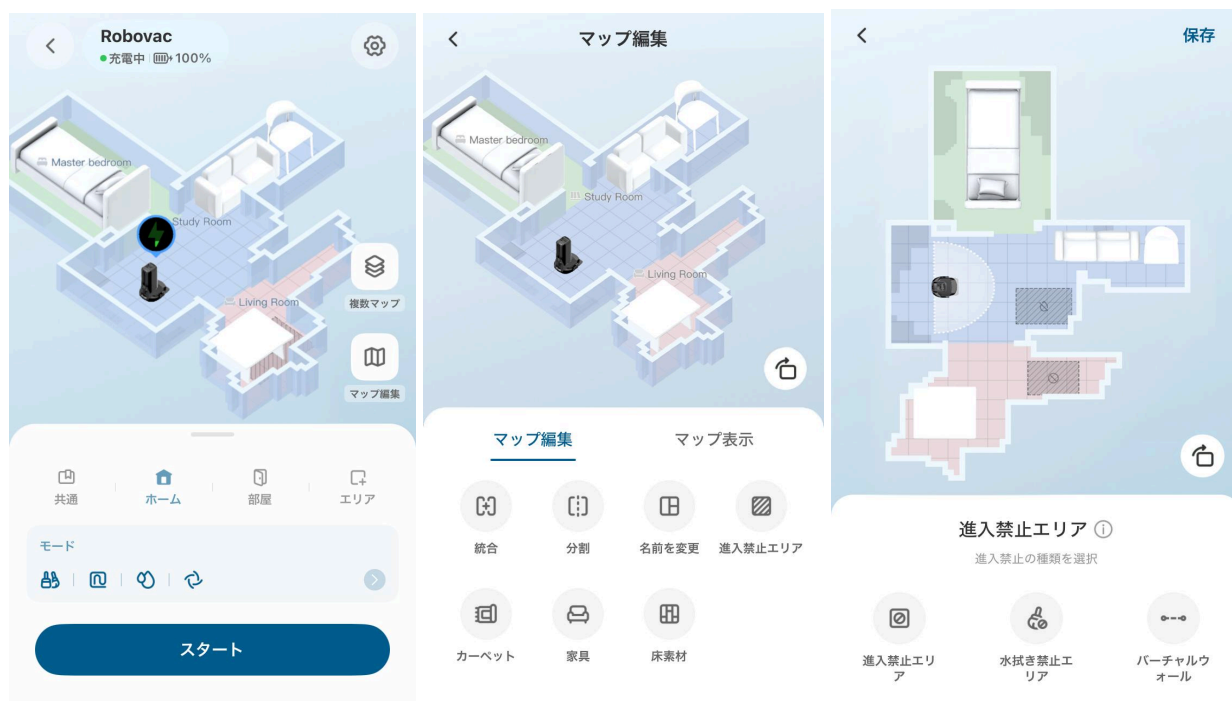 Robovac
充電中 100%
Master bedroom
Study Room
Living Room
複数マップ
マップ編集
共通
ホーム
部屋
エリア
モード
スタート
マップ編集
Master bedroom
Study Room
Living Room
マップ編集
マップ表示
統合
分割
名前を変更
進入禁止エリア
カーペット
家具
床素材
保存
進入禁止エリア
進入禁止の種類を選択
進入禁止エリ
ア
水拭き禁止エ
リア
バーチャルウ
ォール